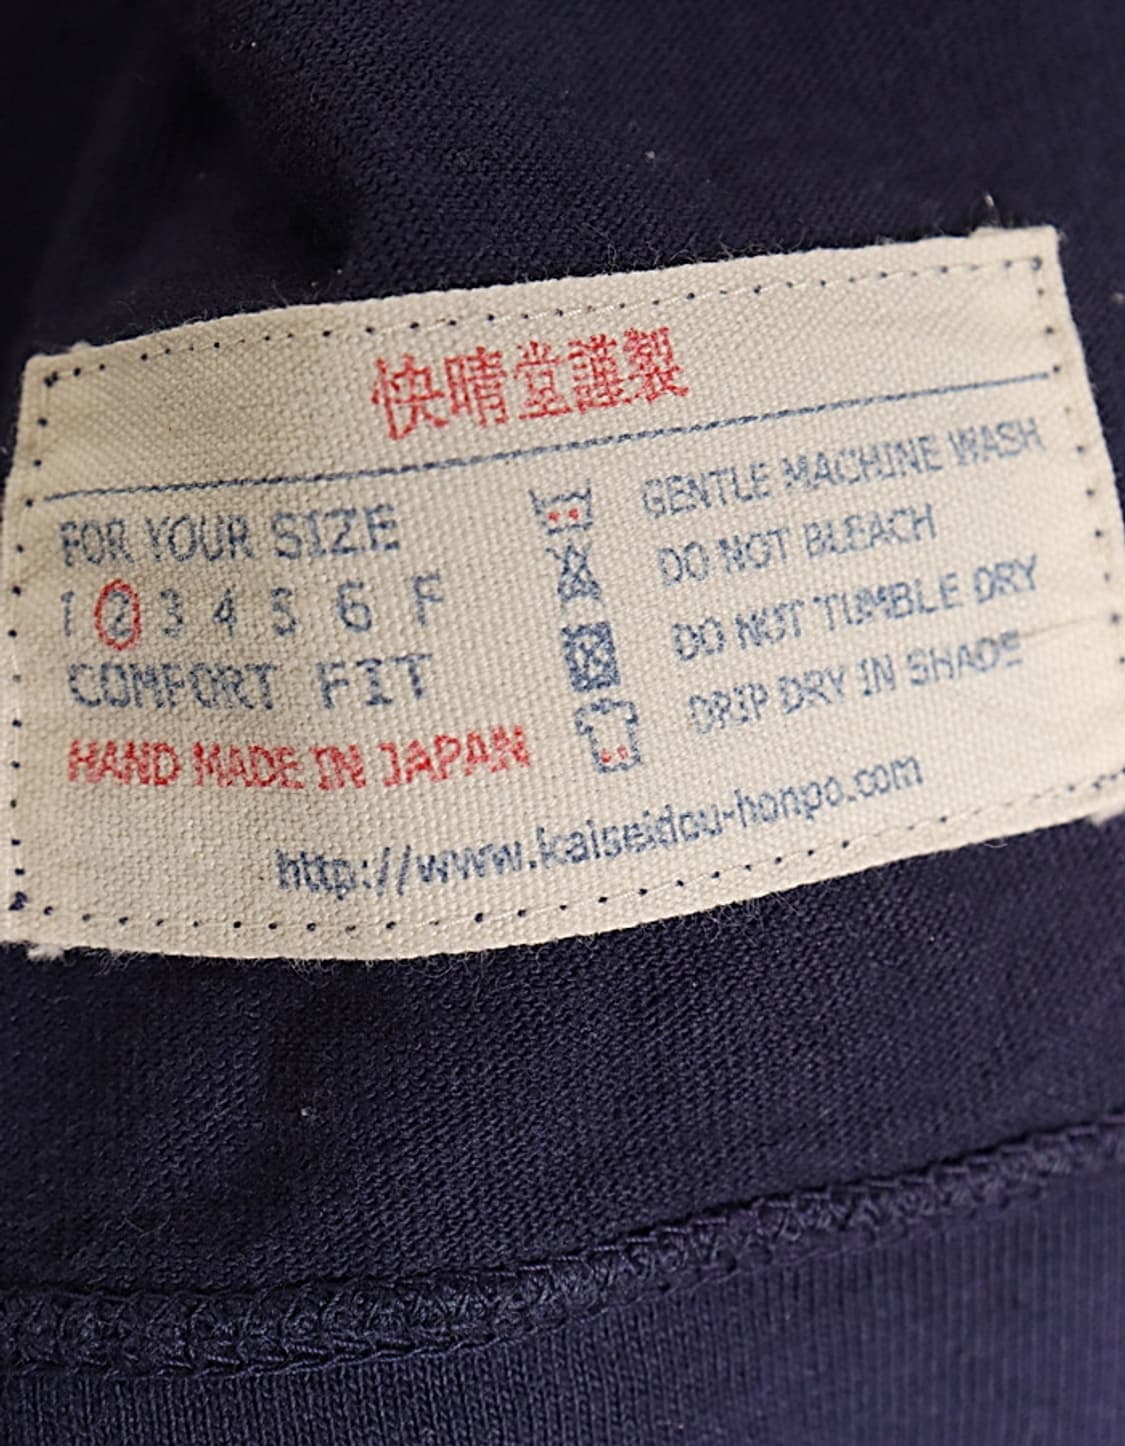 快晴堂謹製
FOR YOUR SIZE
1 2 3 4 5 6 F
COMFORT FIT
HAND MADE IN JAPAN
GENTLE MACHINE WASH
DO NOT BLEACH
DO NOT TUMBLE DRY
DRIP DRY IN SHADE
http://www.kaiseidou-honpo.com